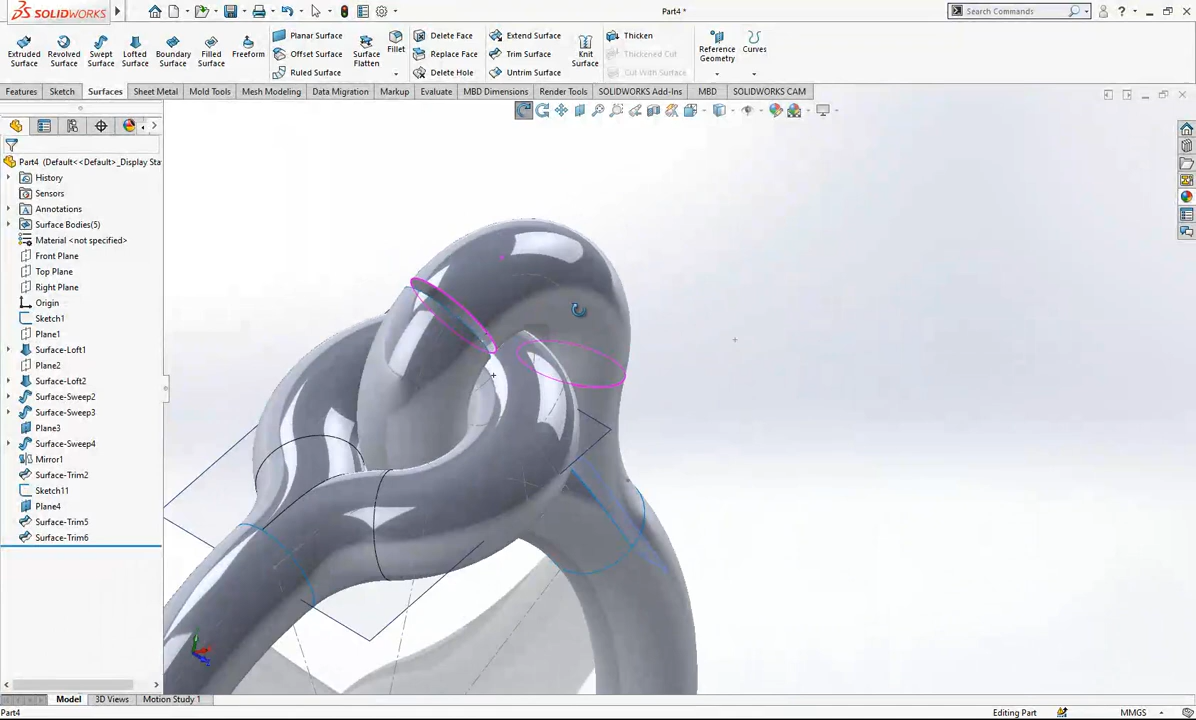 SOLIDWORKS
Part4 *
Search Commands
Extruded Surface
Revolved Surface
Swept Surface
Lofted Surface
Boundary Surface
Filled Surface
Freeform
Planar Surface
Offset Surface
Ruled Surface
Surface Flatten
Fillet
Delete Face
Replace Face
Delete Hole
Extend Surface
Trim Surface
Untrim Surface
Knit Surface
Thicken
Thickened Cut
Cut With Surface
Reference Geometry
Curves
Features Sketch Surfaces Sheet Metal Mold Tools Mesh Modeling Data Migration Markup Evaluate MBD Dimensions Render Tools SOLIDWORKS Add-Ins MBD SOLIDWORKS CAM
Part4 (Default<<Default>_Display Sta
History
Sensors
Annotations
Surface Bodies(5)
Material <not specified>
Front Plane
Top Plane
Right Plane
Origin
Sketch1
Plane1
Surface-Loft1
Plane2
Surface-Loft2
Surface-Sweep2
Surface-Sweep3
Plane3
Surface-Sweep4
Mirror1
Surface-Trim2
Sketch11
Plane4
Surface-Trim5
Surface-Trim6
Model 3D Views Motion Study 1
Part4 Editing Part MMGS